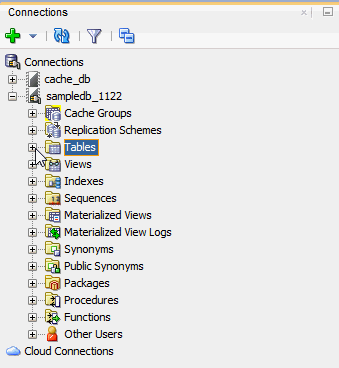 Connections
Connections
cache_db
sampledb_1122
Cache Groups
Replication Schemes
Tables
Views
Indexes
Sequences
Materialized Views
Materialized View Logs
Synonyms
Public Synonyms
Packages
Procedures
Functions
Other Users
Cloud Connections